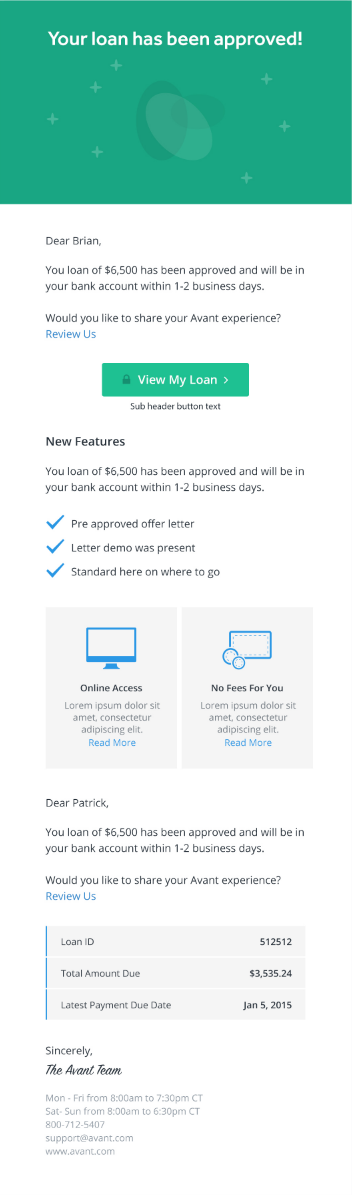 Your loan has been approved!
Dear Brian,
You loan of $6,500 has been approved and will be in
your bank account within 1-2 business days.
Would you like to share your Avant experience?
Review Us
View My Loan >
Sub header button text
New Features
You loan of $6,500 has been approved and will be in
your bank account within 1-2 business days.
Pre approved offer letter
Letter demo was present
Standard here on where to go
Online Access
Lorem ipsum dolor sit
amet, consectetur
adipiscing elit.
Read More
No Fees For You
Lorem ipsum dolor sit
amet, consectetur
adipiscing elit.
Read More
Dear Patrick,
You loan of $6,500 has been approved and will be in
your bank account within 1-2 business days.
Would you like to share your Avant experience?
Review Us
Loan ID 512512
Total Amount Due $3,535.24
Latest Payment Due Date Jan 5, 2015
Sincerely,
The Avant Team
Mon - Fri from 8:00am to 7:30pm CT
Sat- Sun from 8:00am to 6:30pm CT
800-712-5407
support@avant.com
www.avant.com